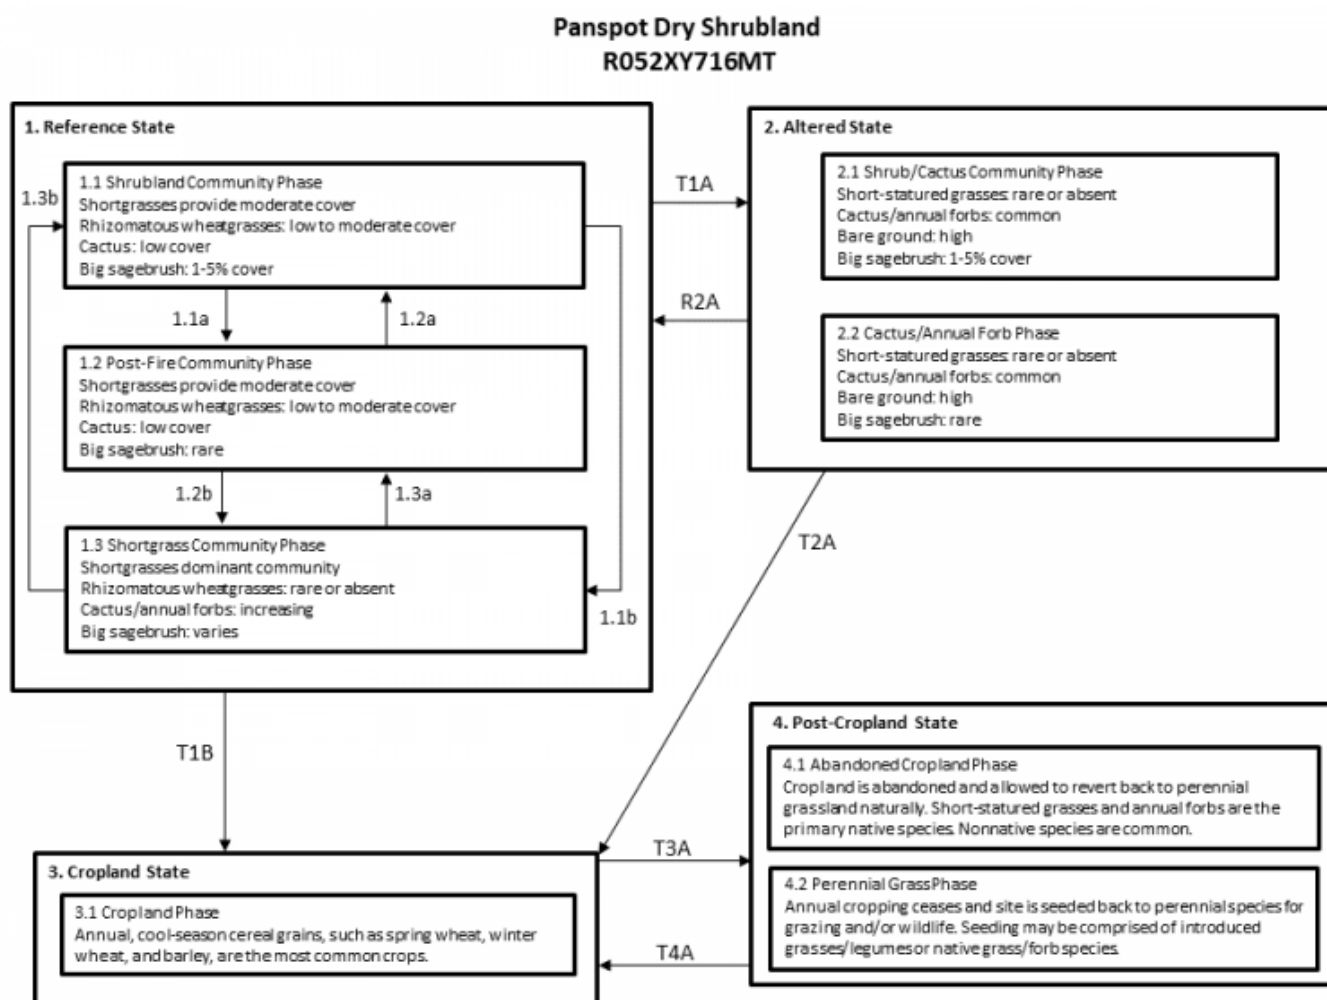 Panspot Dry Shrubland
R052XY716MT
1. Reference State
1.3b
1.1 Shrubland Community Phase
Shortgrasses provide moderate cover
Rhizomatous wheatgrasses: low to moderate cover
Cactus: low cover
Big sagebrush: 1-5% cover
1.1a
1.2a
1.2 Post-Fire Community Phase
Shortgrasses provide moderate cover
Rhizomatous wheatgrasses: low to moderate cover
Cactus: low cover
Big sagebrush: rare
1.2b
1.3a
1.3 Shortgrass Community Phase
Shortgrasses dominant community
Rhizomatous wheatgrasses: rare or absent
Cactus/annual forbs: increasing
Big sagebrush: varies
1.1b
T1A
R2A
2. Altered State
2.1 Shrub/Cactus Community Phase
Short-statured grasses: rare or absent
Cactus/annual forbs: common
Bare ground: high
Big sagebrush: 1-5% cover
2.2 Cactus/Annual Forb Phase
Short-statured grasses: rare or absent
Cactus/annual forbs: common
Bare ground: high
Big sagebrush: rare
T2A
T1B
3. Cropland State
3.1 Cropland Phase
Annual, cool-season cereal grains, such as spring wheat, winter
wheat, and barley, are the most common crops.
T3A
T4A
4. Post-Cropland State
4.1 Abandoned Cropland Phase
Cropland is abandoned and allowed to revert back to perennial
grassland naturally. Short-statured grasses and annual forbs are the
primary native species. Nonnative species are common.
4.2 Perennial Grass Phase
Annual cropping ceases and site is seeded back to perennial species for
grazing and/or wildlife. Seeding may be comprised of introduced
grasses/legumes or native grass/forb species.